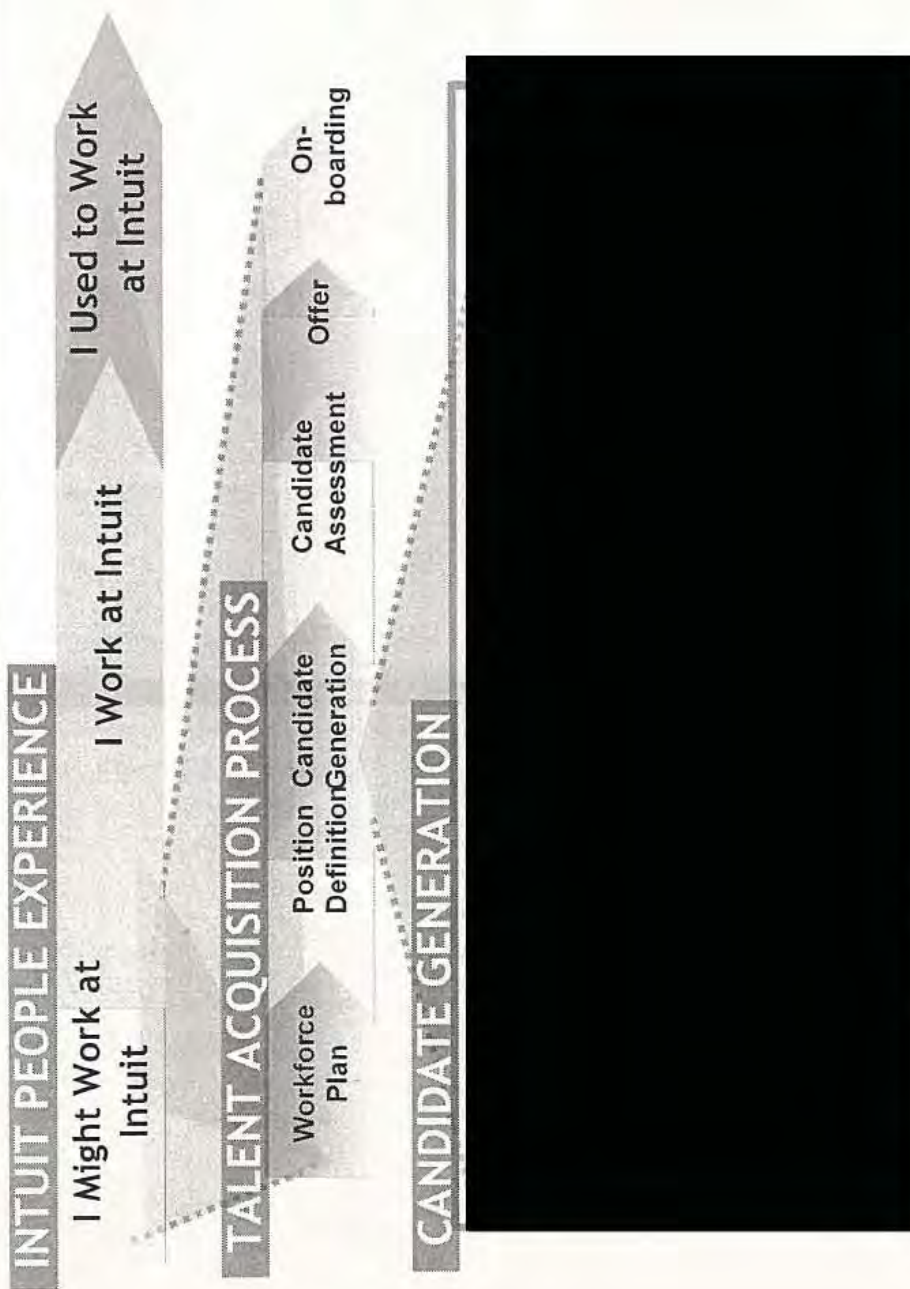 INTUIT PEOPLE EXPERIENCE
I Might Work at
Intuit
I Work at Intuit
I Used to Work
at Intuit
TALENT ACQUISITION PROCESS
Workforce
Plan
Position
Definition
Candidate
Generation
Candidate
Assessment
Offer
On-
boarding
CANDIDATE GENERATION